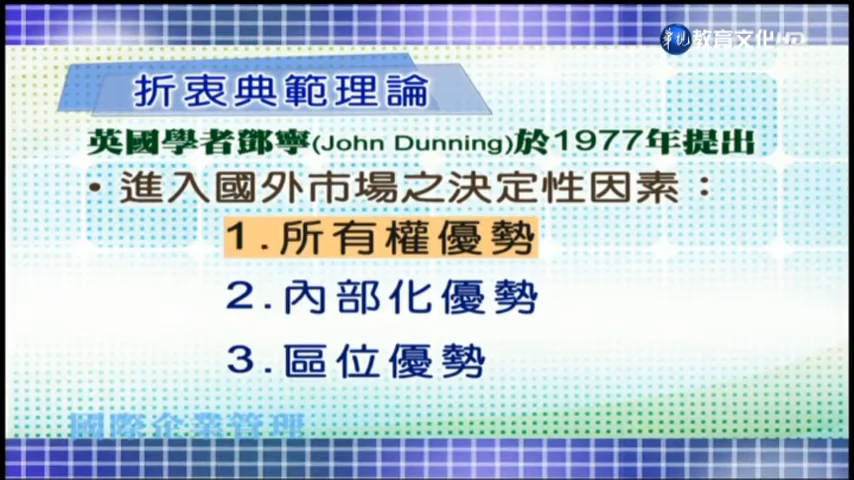 華視教育文化HD
折衷典範理論
英國學者鄧寧(John Dunning)於1977年提出
•進入國外市場之決定性因素：
1.所有權優勢
2.內部化優勢
3.區位優勢
國際企業管理